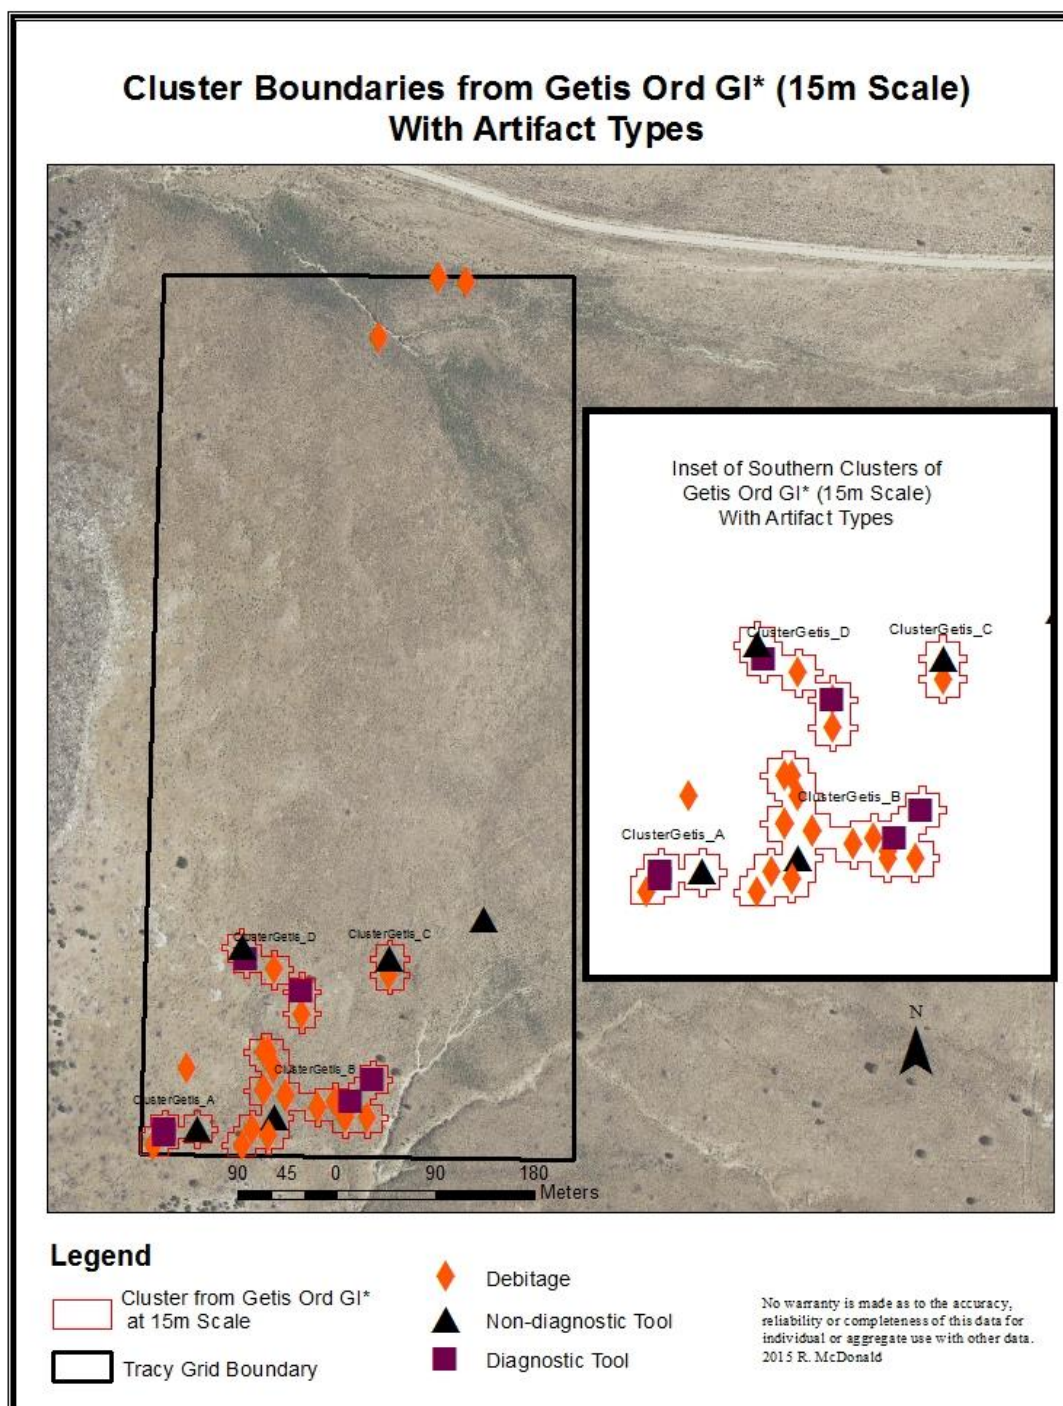 Cluster Boundaries from Getis Ord GI* (15m Scale)
With Artifact Types
Inset of Southern Clusters of
Getis Ord GI* (15m Scale)
With Artifact Types
ClusterGetis_D
ClusterGetis_C
ClusterGetis_B
ClusterGetis_A
ClusterGetis_D
ClusterGetis_C
ClusterGetis_B
ClusterGetis_A
N
90 45 0 90 180
Meters
Legend
Cluster from Getis Ord GI*
at 15m Scale
Tracy Grid Boundary
Debitage
Non-diagnostic Tool
Diagnostic Tool
No warranty is made as to the accuracy,
reliability or completeness of this data for
individual or aggregate use with other data.
2015 R. McDonald